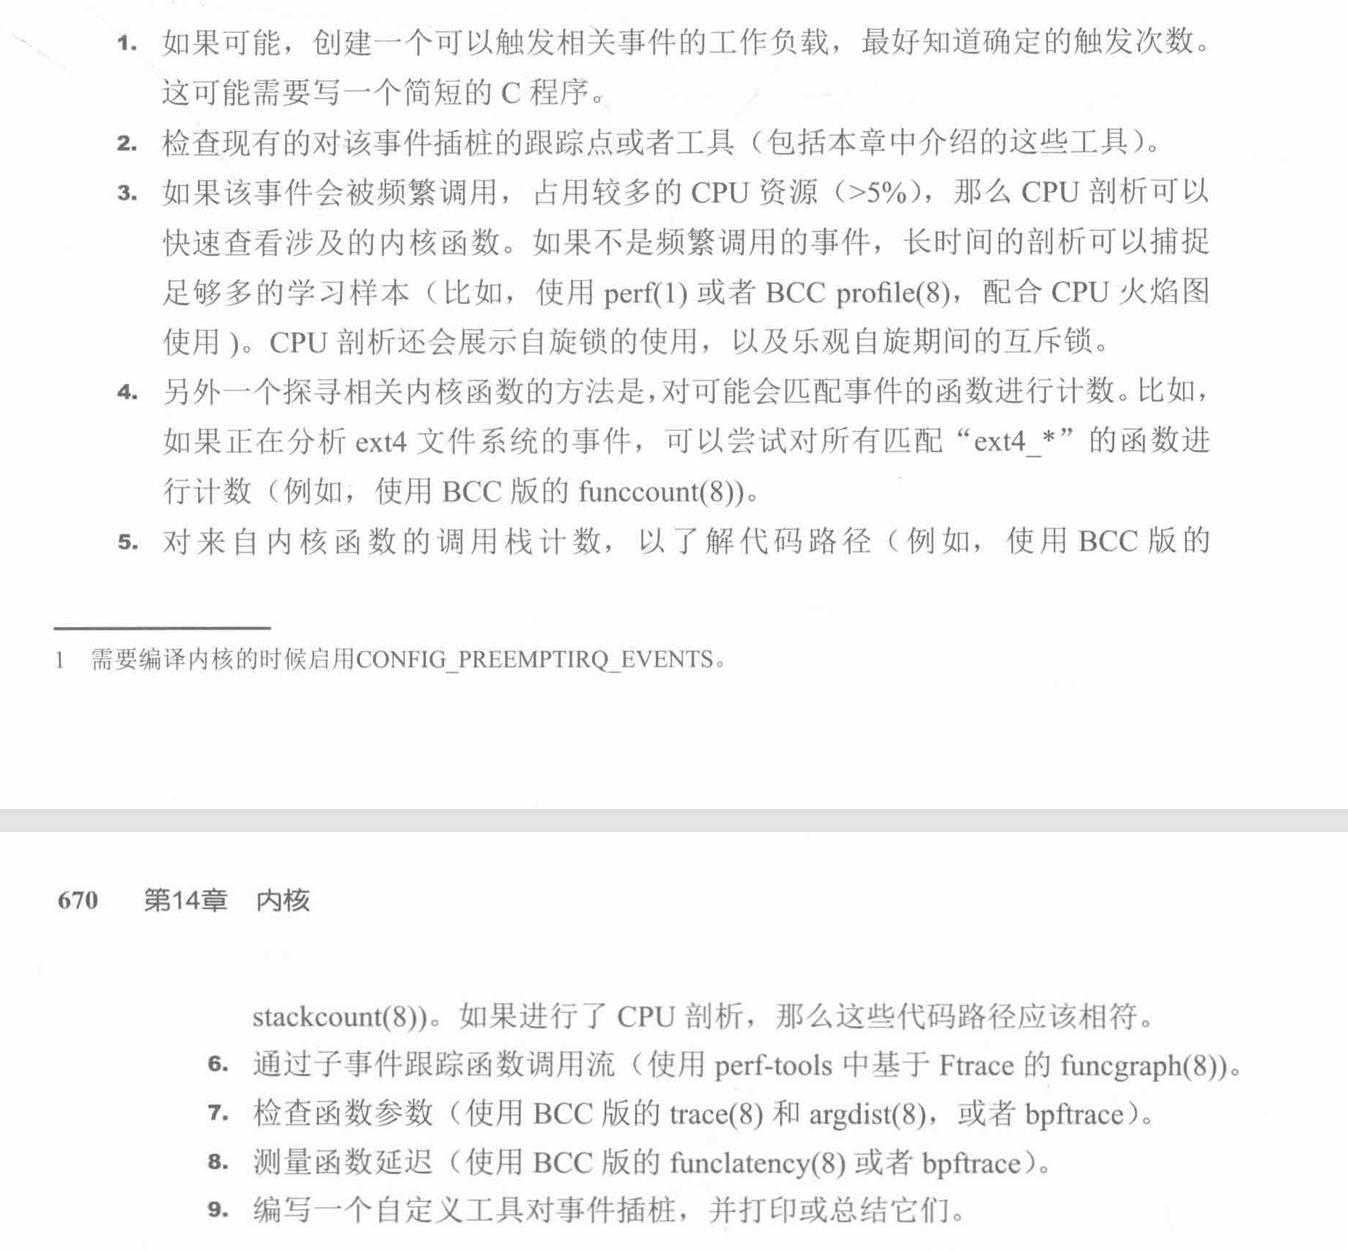 1. 如果可能，创建一个可以触发相关事件的工作负载，最好知道确定的触发次数。
这可能需要写一个简短的 C 程序。
2. 检查现有的对该事件插桩的跟踪点或者工具（包括本章中介绍的这些工具）。
3. 如果该事件会被频繁调用，占用较多的 CPU 资源（>5%），那么 CPU 剖析可以
快速查看涉及的内核函数。如果不是频繁调用的事件，长时间的剖析可以捕捉
足够多的学习样本（比如，使用 perf(1) 或者 BCC profile(8)，配合 CPU 火焰图
使用 )。CPU 剖析还会展示自旋锁的使用，以及乐观自旋期间的互斥锁。
4. 另外一个探寻相关内核函数的方法是，对可能会匹配事件的函数进行计数。比如，
如果正在分析 ext4 文件系统的事件，可以尝试对所有匹配“ext4_*”的函数进
行计数（例如，使用 BCC 版的 funccount(8)）。
5. 对来自内核函数的调用栈计数，以了解代码路径（例如，使用 BCC 版的
1 需要编译内核的时候启用CONFIG_PREEMPTIRQ_EVENTS。
670 第14章 内核
stackcount(8)）。如果进行了 CPU 剖析，那么这些代码路径应该相符。
6. 通过子事件跟踪函数调用流（使用 perf-tools 中基于 Ftrace 的 funcgraph(8)）。
7. 检查函数参数（使用 BCC 版的 trace(8) 和 argdist(8)，或者 bpftrace）。
8. 测量函数延迟（使用 BCC 版的 funclatency(8) 或者 bpftrace）。
9. 编写一个自定义工具对事件插桩，并打印或总结它们。